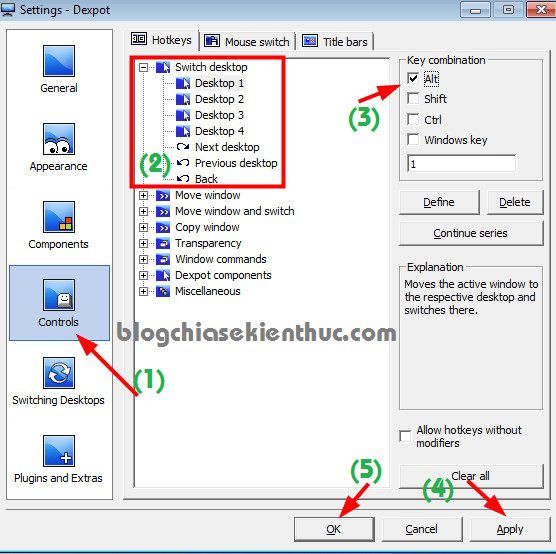 Settings - Dexpot
General
Appearance
Components
Controls
(1)
Switching Desktops
Plugins and Extras
Hotkeys
Mouse switch
Title bars
Switch desktop
Desktop 1
Desktop 2
Desktop 3
Desktop 4
Next desktop
(2)
Previous desktop
Back
Move window
Move window and switch
Copy window
Transparency
Window commands
Dexpot components
Miscellaneous
blogchiasekienthuc.com
Key combination
Alt
(3)
Shift
Ctrl
Windows key
1
Define
Delete
Continue series
Explanation
Moves the active window to
the respective desktop and
switches there.
Allow hotkeys without
modifiers
Clear all
(5)
(4)
OK
Cancel
Apply